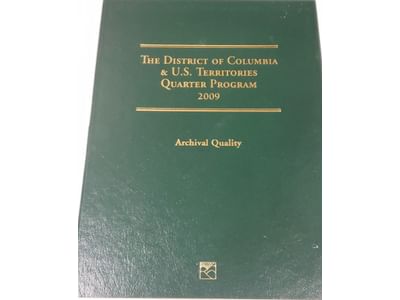 THE DISTRICT OF COLUMBIA
& U.S. TERRITORIES
QUARTER PROGRAM
2009
Archival Quality